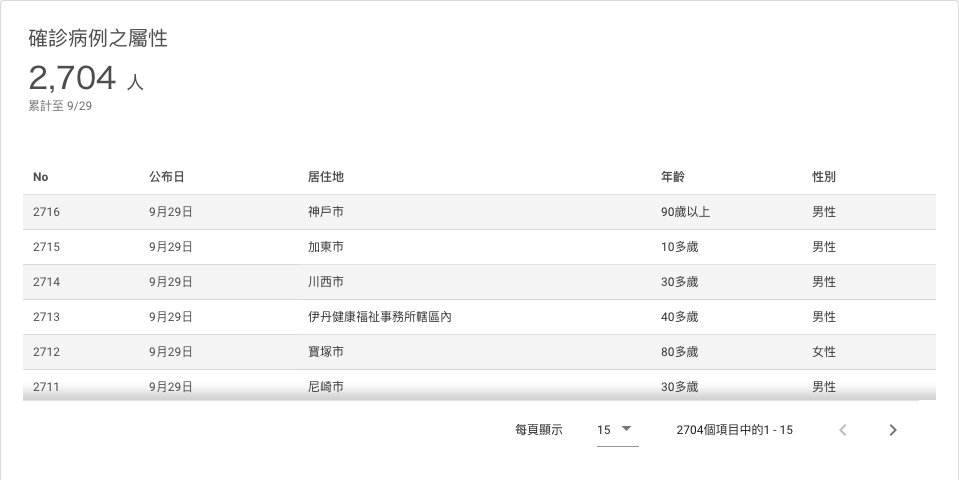 確診病例之屬性
2,704 人
累計至 9/29
No 公布日 居住地 年齡 性別
2716 9月29日 神戶市 90歲以上 男性
2715 9月29日 加東市 10多歲 男性
2714 9月29日 川西市 30多歲 男性
2713 9月29日 伊丹健康福祉事務所轄區內 40多歲 男性
2712 9月29日 寶塚市 80多歲 女性
2711 9月29日 尼崎市 30多歲 男性
每頁顯示 15 2704個項目中的1 - 15